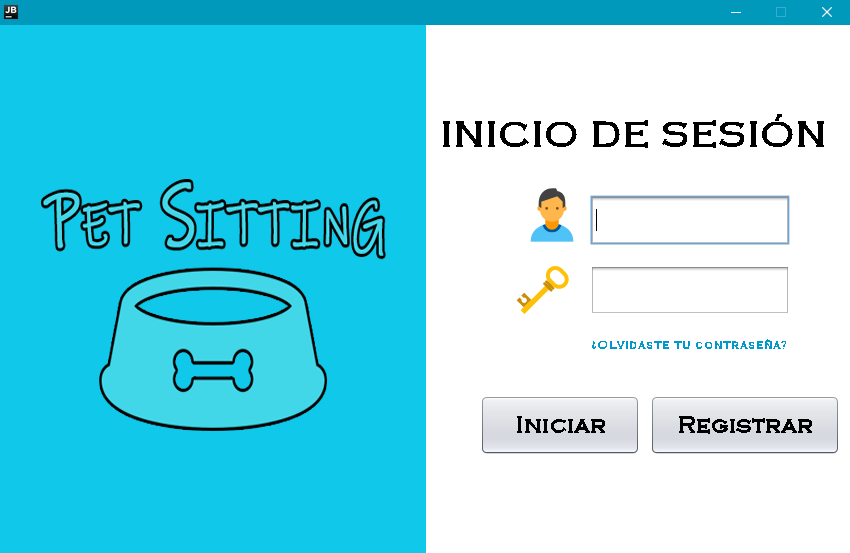 JB
PET SITTING
INICIO DE SESIÓN
¿OLVIDASTE TU CONTRASEÑA?
INICIAR
REGISTRAR